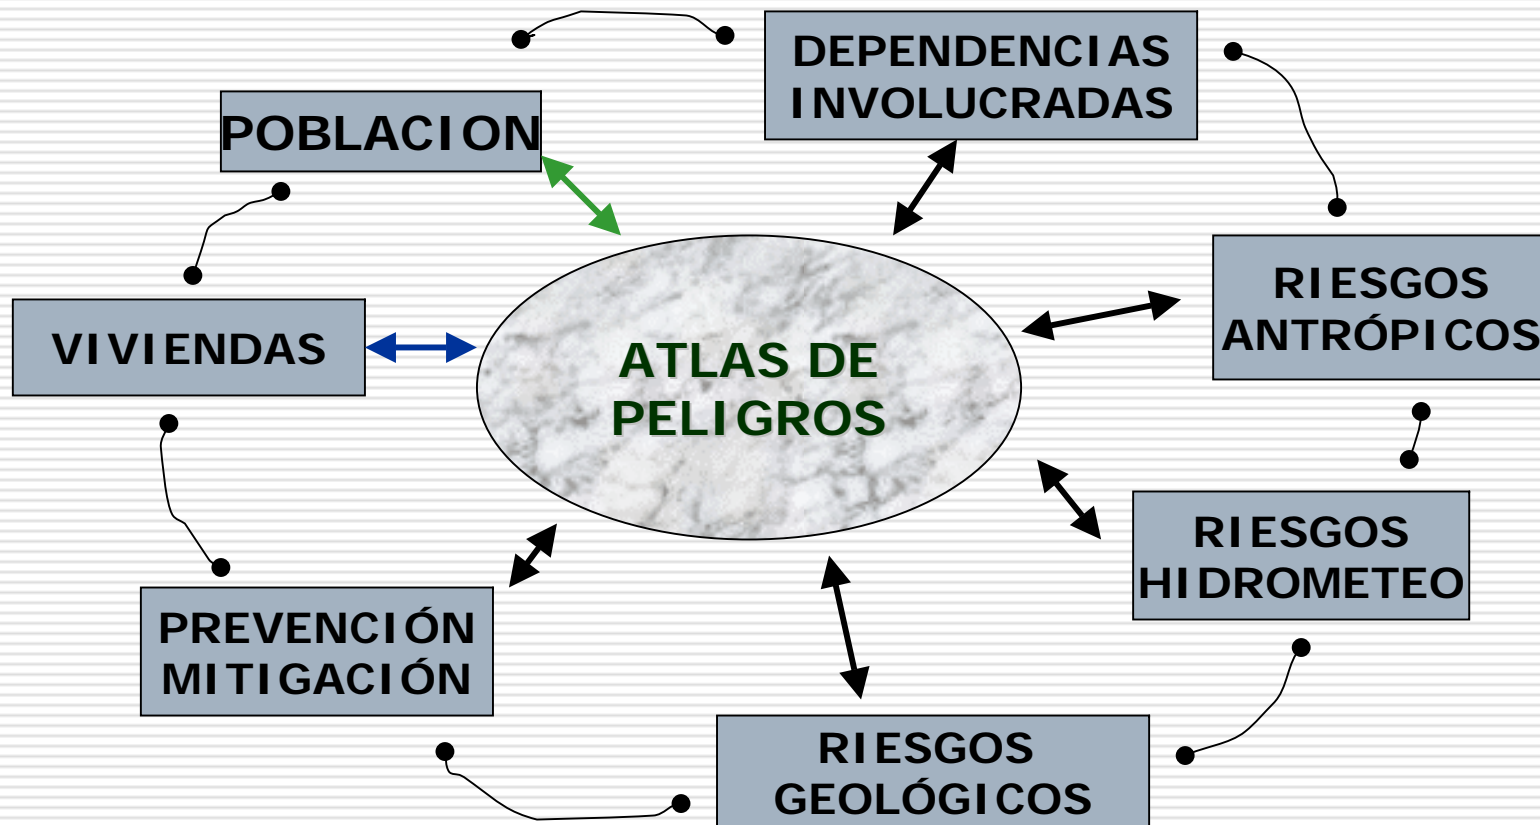 DEPENDENCIAS
INVOLUCRADAS
POBLACION
RIESGOS
ANTRÓPICOS
VIVIENDAS
ATLAS DE
PELIGROS
RIESGOS
HIDROMETEO
PREVENCIÓN
MITIGACIÓN
RIESGOS
GEOLÓGICOS